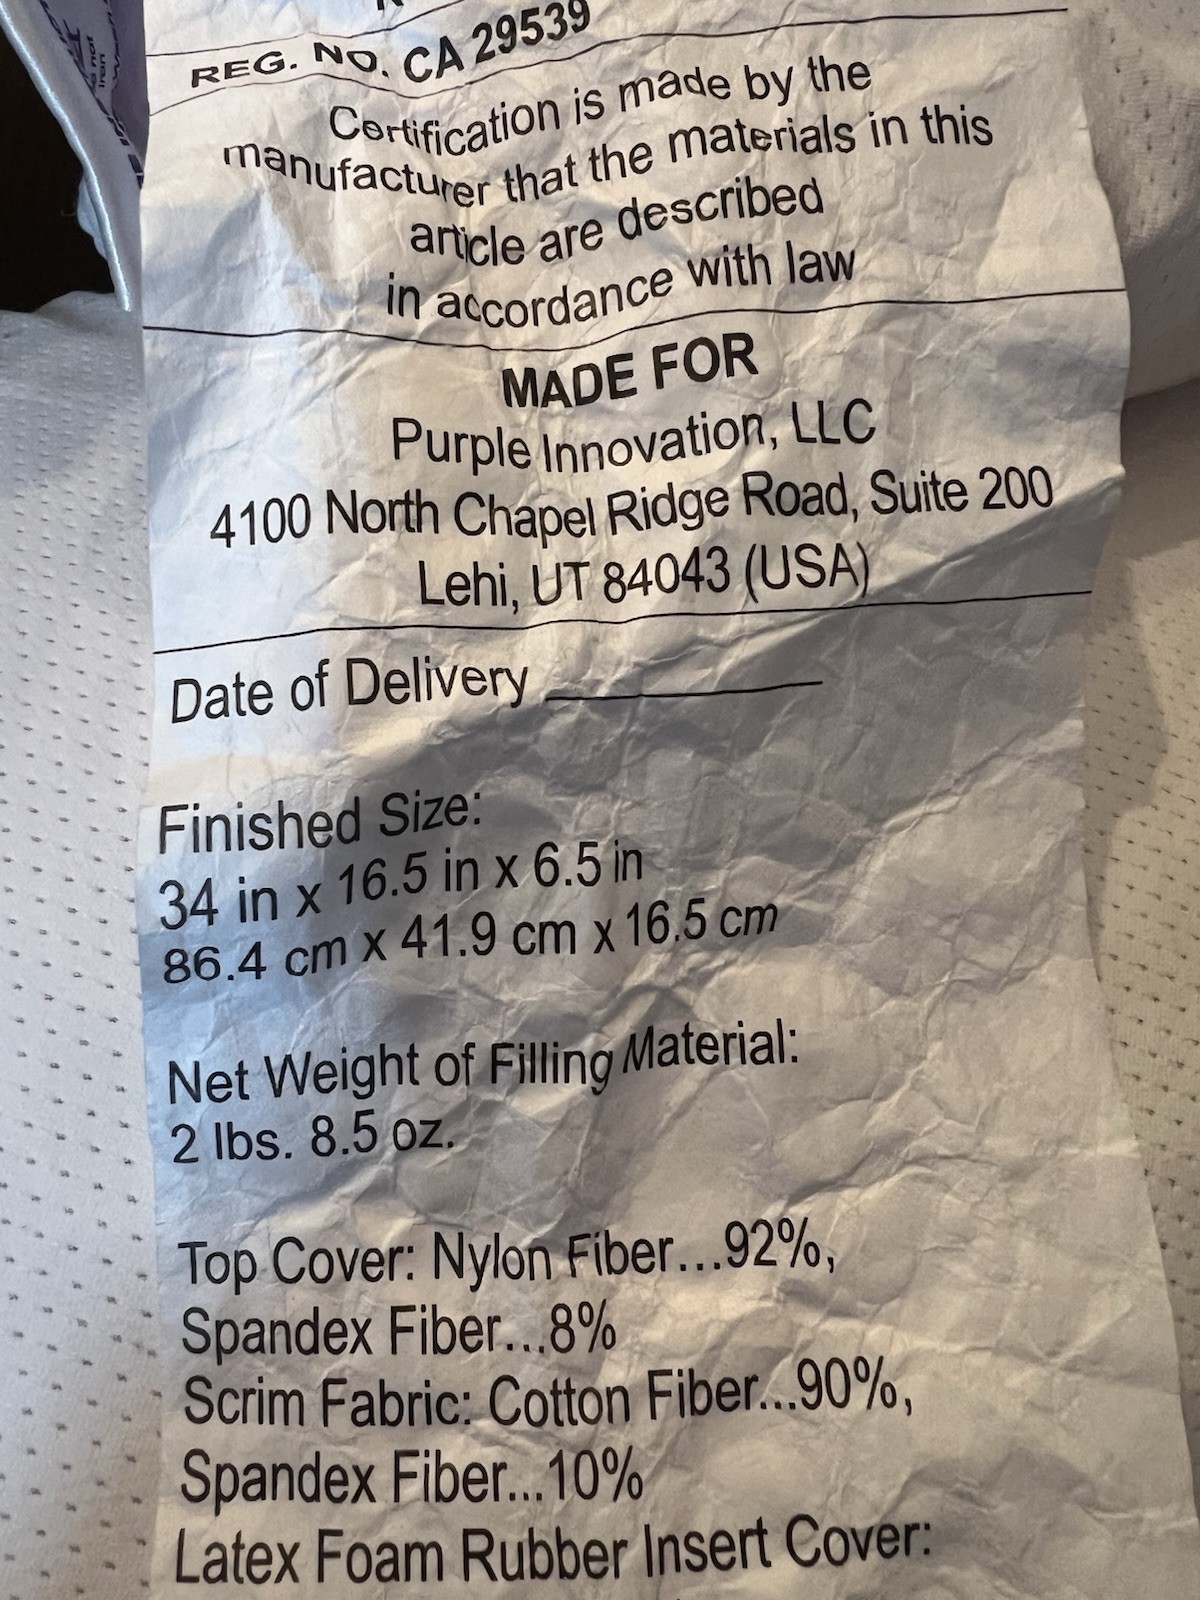 REG. NO. CA 29539
Certification is made by the
manufacturer that the materials in this
article are described
in accordance with law
MADE FOR
Purple Innovation, LLC
4100 North Chapel Ridge Road, Suite 200
Lehi, UT 84043 (USA)
Date of Delivery
Finished Size:
34 in x 16.5 in x 6.5 in
86.4 cm x 41.9 cm x 16.5 cm
Net Weight of Filling Material:
2 lbs. 8.5 oz.
Top Cover: Nylon Fiber...92%,
Spandex Fiber...8%
Scrim Fabric: Cotton Fiber...90%,
Spandex Fiber...10%
Latex Foam Rubber Insert Cover:
not
Iron